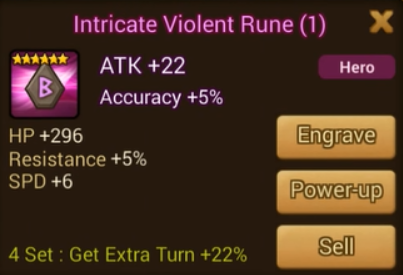 Intricate Violent Rune (1)
ATK +22
Hero
Accuracy +5%
HP +296
Resistance +5%
SPD +6
Engrave
Power-up
Sell
4 Set : Get Extra Turn +22%